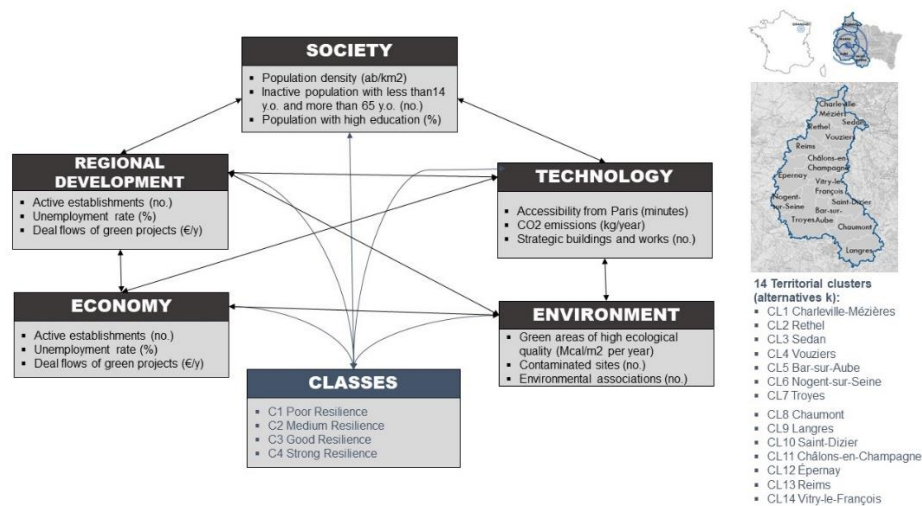 SOCIETY
▪ Population density (ab/km2)
▪ Inactive population with less than14
y.o. and more than 65 y.o. (no.)
▪ Population with high education (%)
REGIONAL
DEVELOPMENT
▪ Active establishments (no.)
▪ Unemployment rate (%)
▪ Deal flows of green projects (€/y)
TECHNOLOGY
▪ Accessibility from Paris (minutes)
▪ CO2 emissions (kg/year)
▪ Strategic buildings and works (no.)
ECONOMY
▪ Active establishments (no.)
▪ Unemployment rate (%)
▪ Deal flows of green projects (€/y)
ENVIRONMENT
▪ Green areas of high ecological
quality (Mcal/m2 per year)
▪ Contaminated sites (no.)
▪ Environmental associations (no.)
CLASSES
▪ C1 Poor Resilience
▪ C2 Medium Resilience
▪ C3 Good Resilience
▪ C4 Strong Resilience
Charleville
Mézièr
Sedan
Rethel
Vouziers
Reims
Châlons-en
Champagne
Épernay
Vitry-le
François
Nogent
sur-Seine
Saint-Dizier
Troyes
Bar-sur-
Aube
Chaumont
Langres
14 Territorial clusters
(alternatives k):
▪ CL1 Charleville-Mézières
▪ CL2 Rethel
▪ CL3 Sedan
▪ CL4 Vouziers
▪ CL5 Bar-sur-Aube
▪ CL6 Nogent-sur-Seine
▪ CL7 Troyes
▪ CL8 Chaumont
▪ CL9 Langres
▪ CL10 Saint-Dizier
▪ CL11 Châlons-en-Champagne
▪ CL12 Épernay
▪ CL13 Reims
▪ CL14 Vitry-le-François